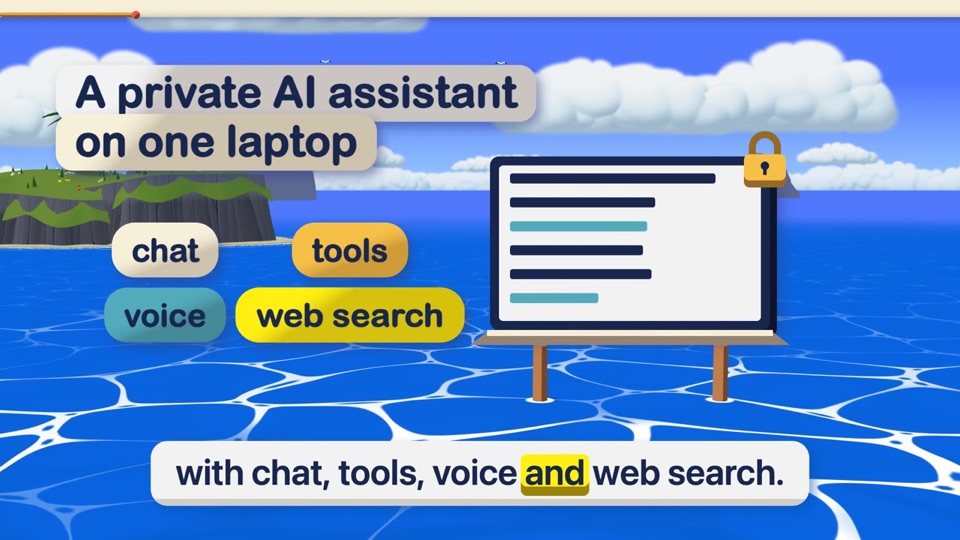 A private AI assistant
on one laptop
chat
tools
voice
web search
with chat, tools, voice and web search.